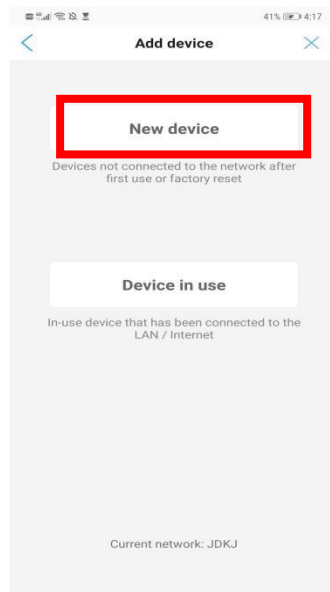 41% 4:17
Add device
New device
Devices not connected to the network after
first use or factory reset
Device in use
In-use device that has been connected to the
LAN / Internet
Current network: JDKJ